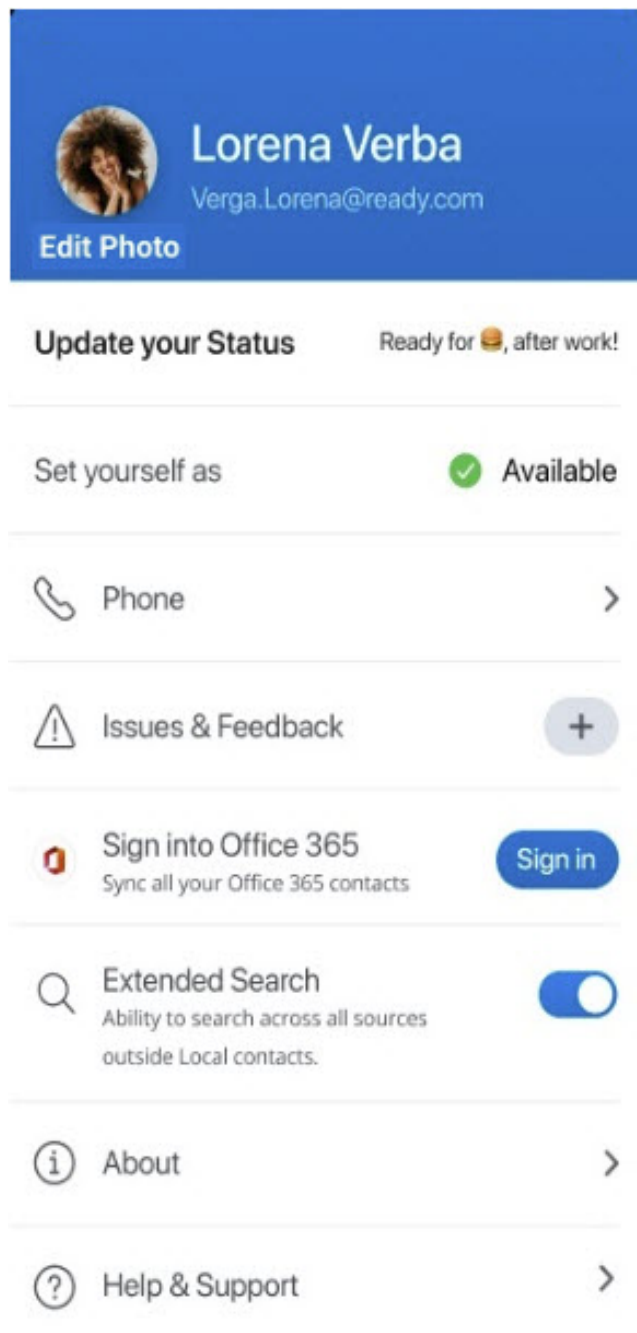 Lorena Verba
Verga.Lorena@ready.com
Edit Photo
Update your Status Ready for 🍔, after work!
Set yourself as Available
Phone
Issues & Feedback +
Sign into Office 365
Sync all your Office 365 contacts
Sign in
Extended Search
Ability to search across all sources
outside Local contacts.
About
Help & Support